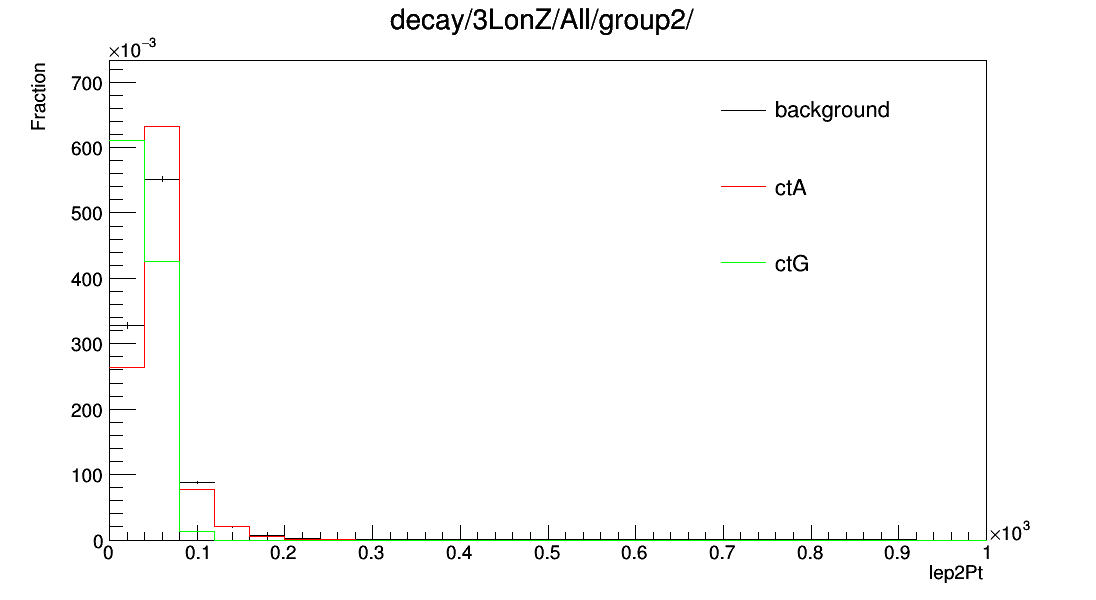 decay/3LonZ/All/group2/
×10⁻³
Fraction
700
600
500
400
300
200
100
0
background
ctA
ctG
0 0.1 0.2 0.3 0.4 0.5 0.6 0.7 0.8 0.9 1
×10³
lep2Pt